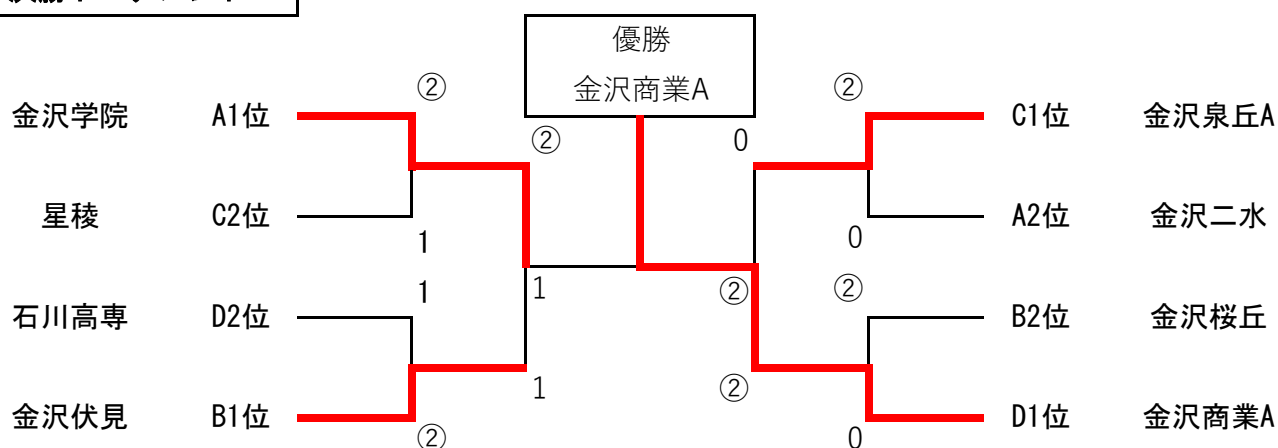 優勝
金沢商業A
② ②
金沢学院 A1位 C1位 金沢泉丘A
② 0
星稜 C2位 A2位 金沢二水
1 0
1 1 ② ②
石川高専 D2位 B2位 金沢桜丘
1 ②
金沢伏見 B1位 D1位 金沢商業A
② 0